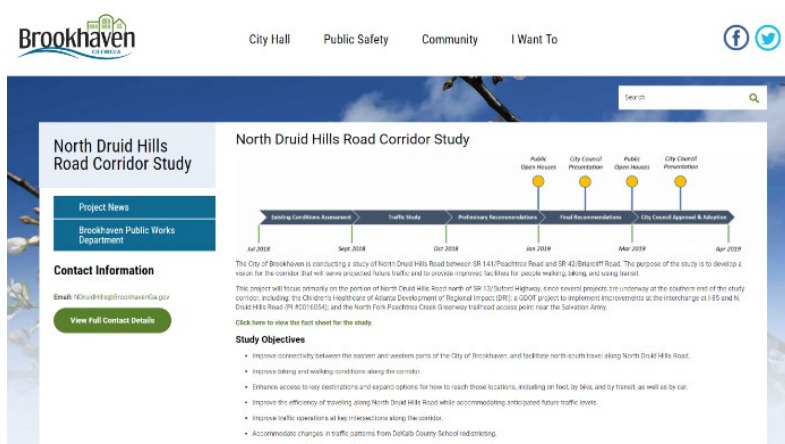 Brookhaven
GEORGIA
City Hall
Public Safety
Community
I Want To
Search
North Druid Hills
Road Corridor Study
Project News
Brookhaven Public Works
Department
Contact Information
Email: NDruidHills@BrookhavenGa.gov
View Full Contact Details
North Druid Hills Road Corridor Study
Public
Open Houses
City Council
Presentation
Public
Open Houses
City Council
Presentation
Existing Conditions Assessment
Traffic Study
Preliminary Recommendations
Final Recommendations
City Council Approval & Adoption
Jul 2018
Sept 2018
Oct 2018
Jan 2019
Mar 2019
Apr 2019
The City of Brookhaven is conducting a study of North Druid Hills Road between SR 141/Peachtree Road and SR 42/Briarcliff Road. The purpose of the study is to develop a
vision for the corridor that will serve projected future traffic and to provide improved facilities for people walking, biking, and using transit.
This project will focus primarily on the portion of North Druid Hills Road north of SR 13/Buford Highway, since several projects are underway at the southern end of the study
corridor, including: the Children's Healthcare of Atlanta Development of Regional Impact (DRI); a GDOT project to implement improvements at the interchange at I-85 and N.
Druid Hills Road (PI #0016054); and the North Fork Peachtree Creek Greenway trailhead access point near the Salvation Army.
Click here to view the fact sheet for the study.
Study Objectives
• Improve connectivity between the eastern and western parts of the City of Brookhaven, and facilitate north-south travel along North Druid Hills Road.
• Improve biking and walking conditions along the corridor.
• Enhance access to key destinations and expand options for how to reach those locations, including on foot, by bike, and by transit, as well as by car.
• Improve the efficiency of traveling along North Druid Hills Road while accommodating anticipated future traffic levels.
• Improve traffic operations at key intersections along the corridor.
• Accommodate changes in traffic patterns from DeKalb County School redistricting.